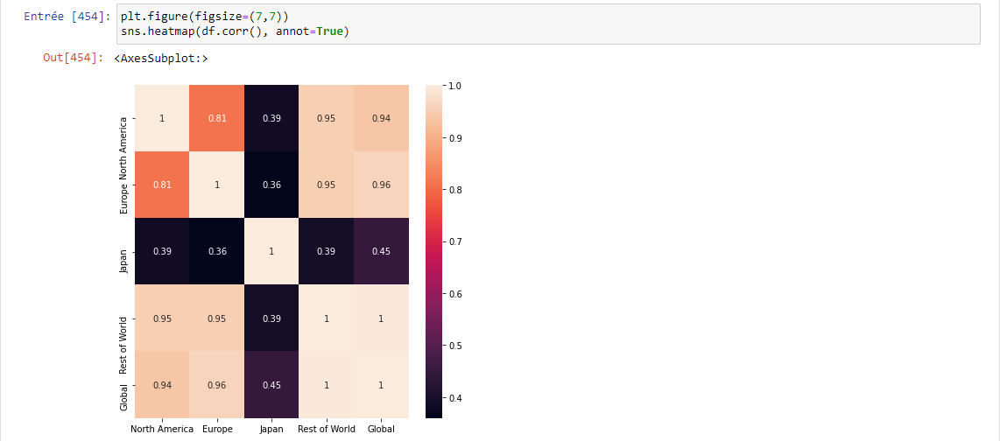 Entrée [454]: plt.figure(figsize=(7,7))
sns.heatmap(df.corr(), annot=True)
Out[454]: <AxesSubplot:>
North America 1 0.81 0.39 0.95 0.94
Europe 0.81 1 0.36 0.95 0.96
Japan 0.39 0.36 1 0.39 0.45
Rest of World 0.95 0.95 0.39 1 1
Global 0.94 0.96 0.45 1 1
North America Europe Japan Rest of World Global
1.0
0.9
0.8
0.7
0.6
0.5
0.4